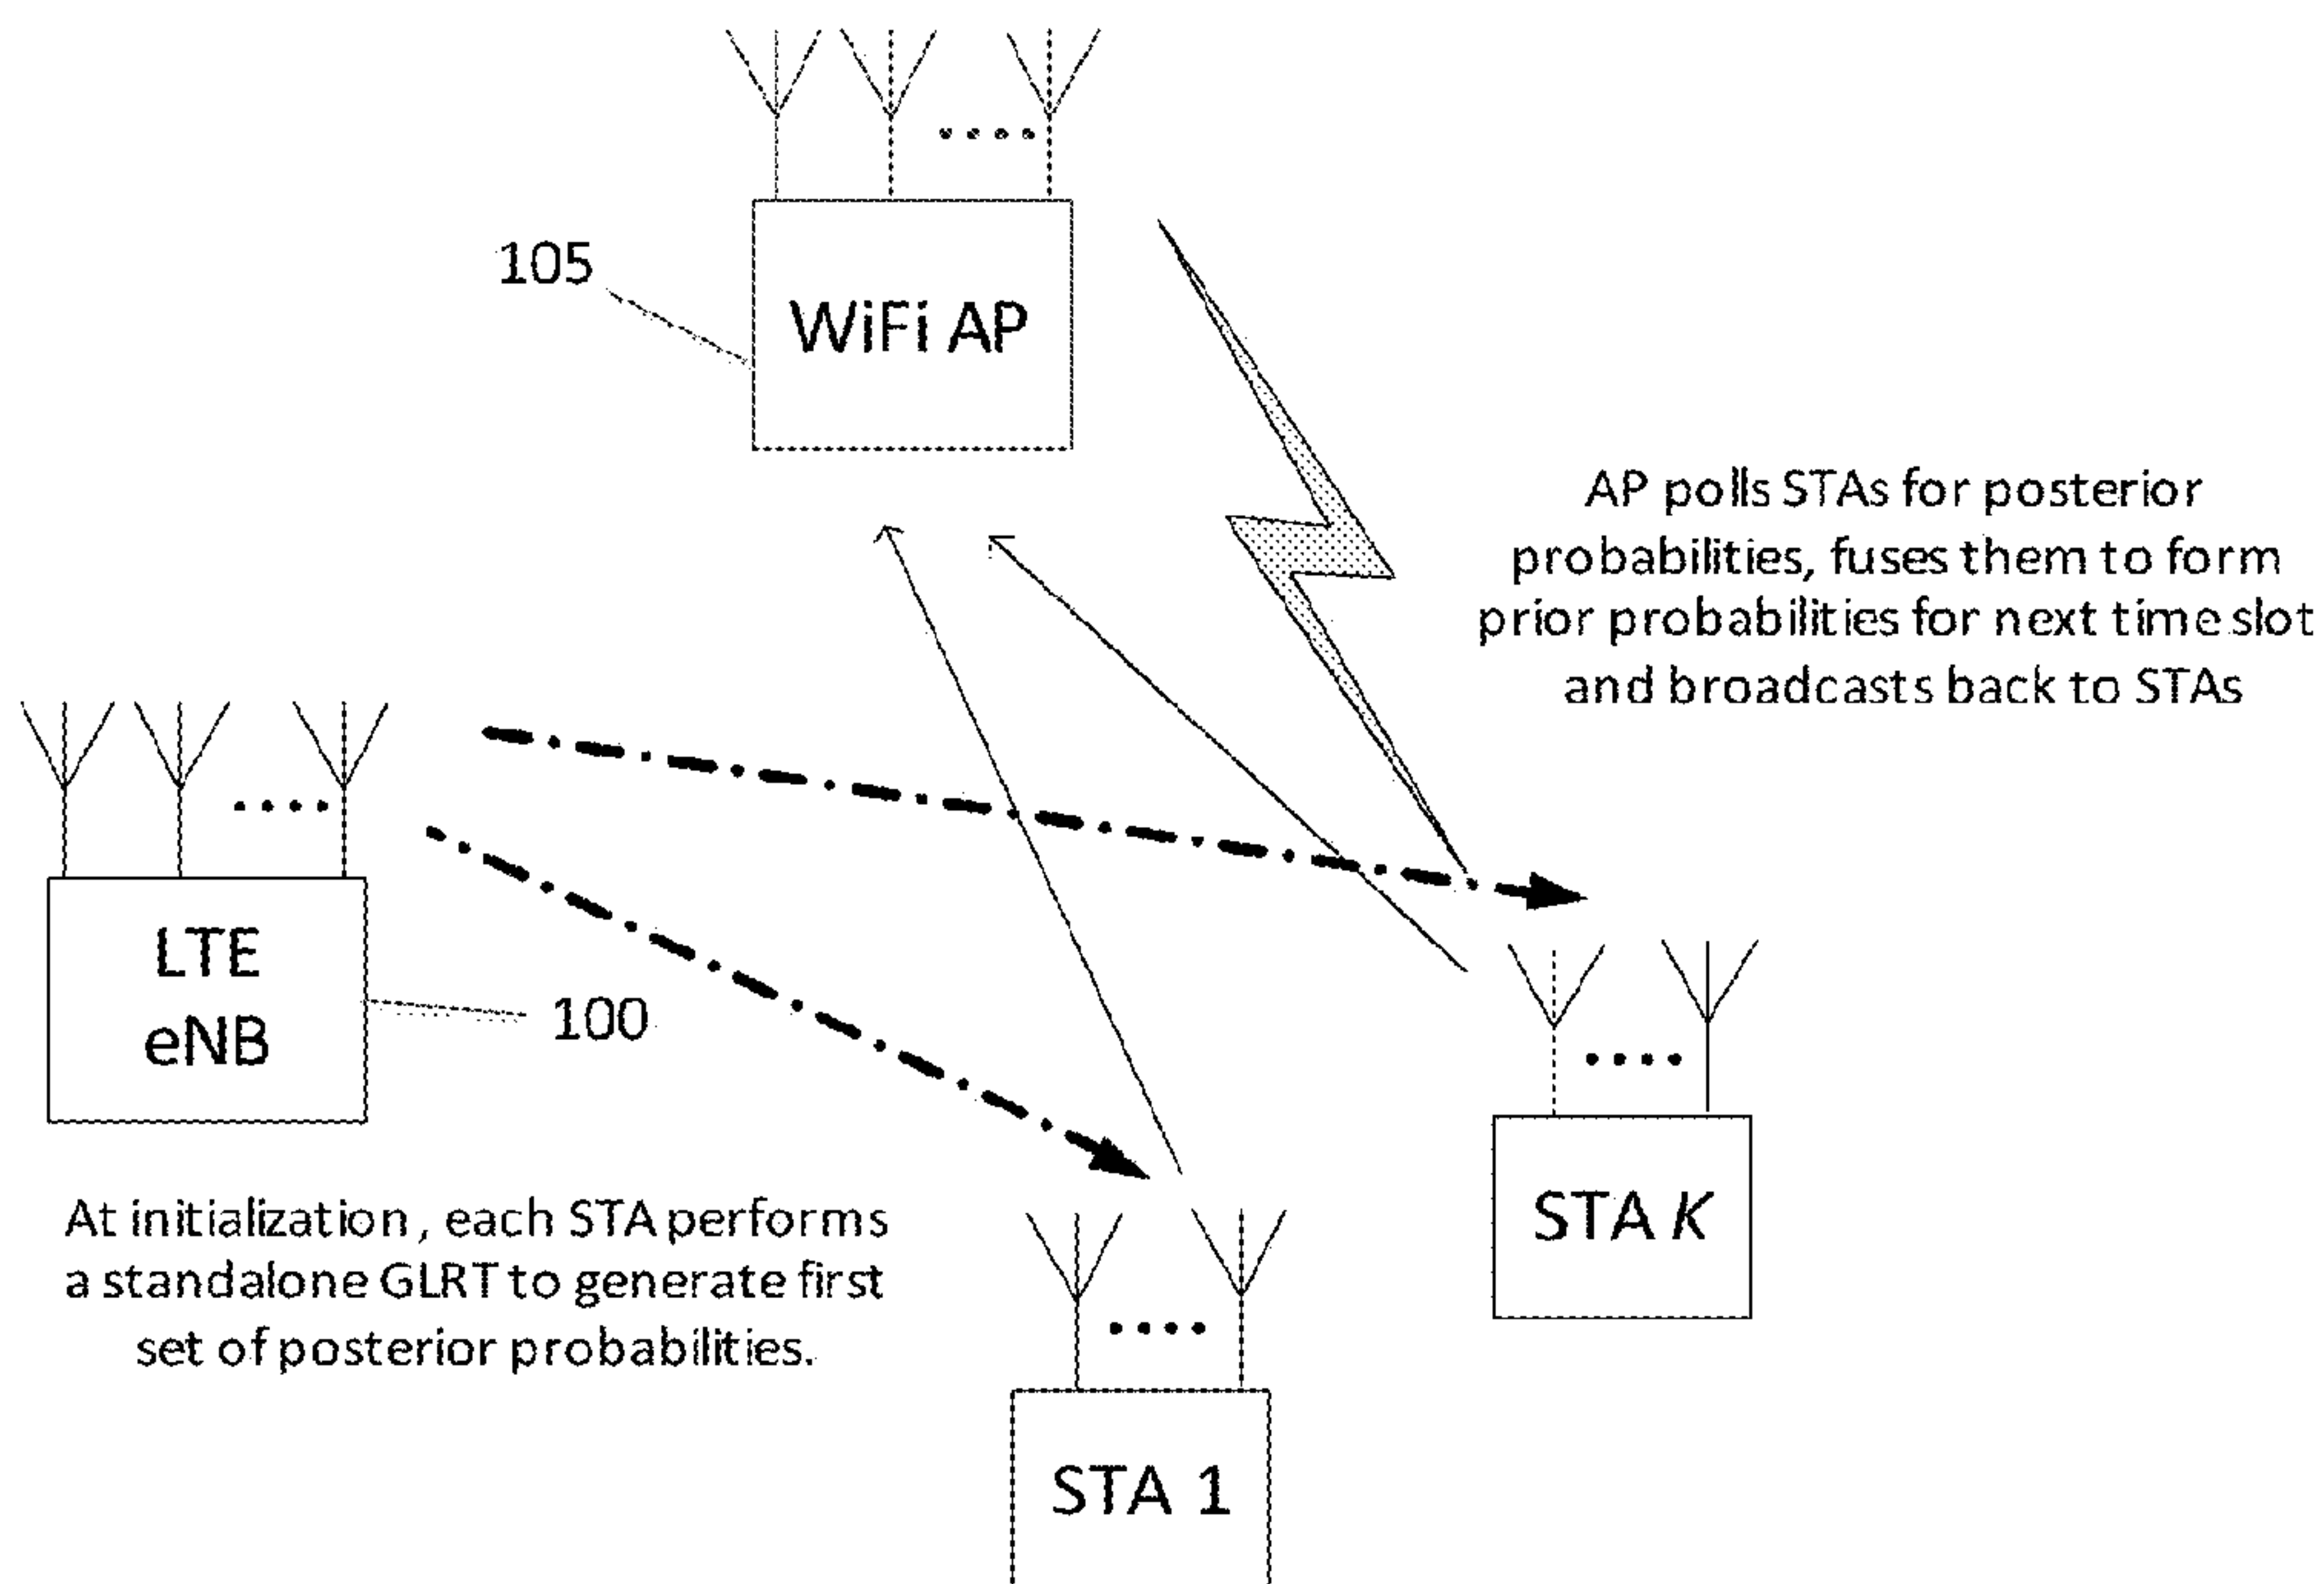 105
WiFi AP
AP polls STAs for posterior
probabilities, fuses them to form
prior probabilities for next time slot
and broadcasts back to STAs
LTE
eNB
100
At initialization, each STA performs
a standalone GLRT to generate first
set of posterior probabilities.
STA K
STA 1